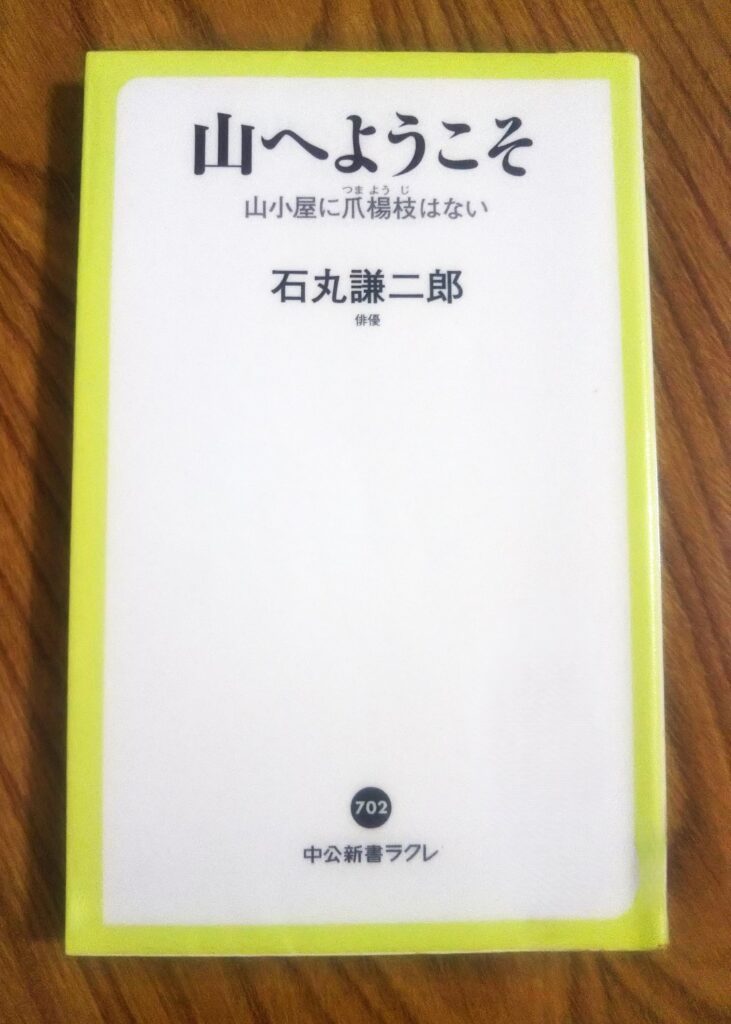 山へようこそ
つまようじ
山小屋に爪楊枝はない
石丸謙二郎
俳優
702
中公新書ラクレ